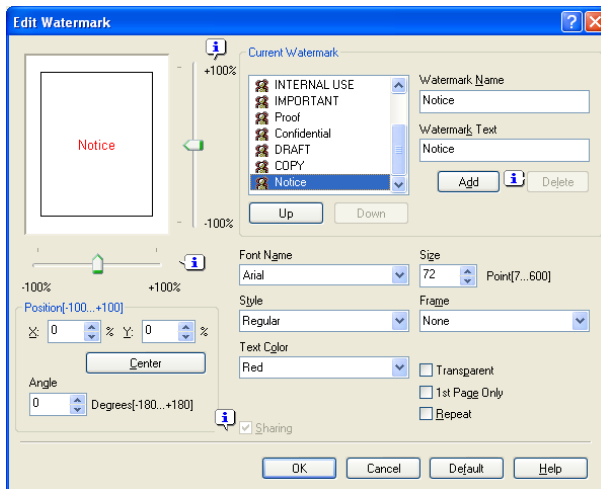 Edit Watermark
Notice
+100%
-100%
-100% +100%
Current Watermark
INTERNAL USE
IMPORTANT
Proof
Confidential
DRAFT
COPY
Notice
Up Down
Watermark Name
Notice
Watermark Text
Notice
Add Delete
Position[-100...+100]
X: 0 % Y: 0 %
Center
Angle
0 Degrees[-180...+180]
Font Name
Arial
Size
72 Point[7...600]
Style
Regular
Frame
None
Text Color
Red
Transparent
1st Page Only
Repeat
Sharing
OK Cancel Default Help